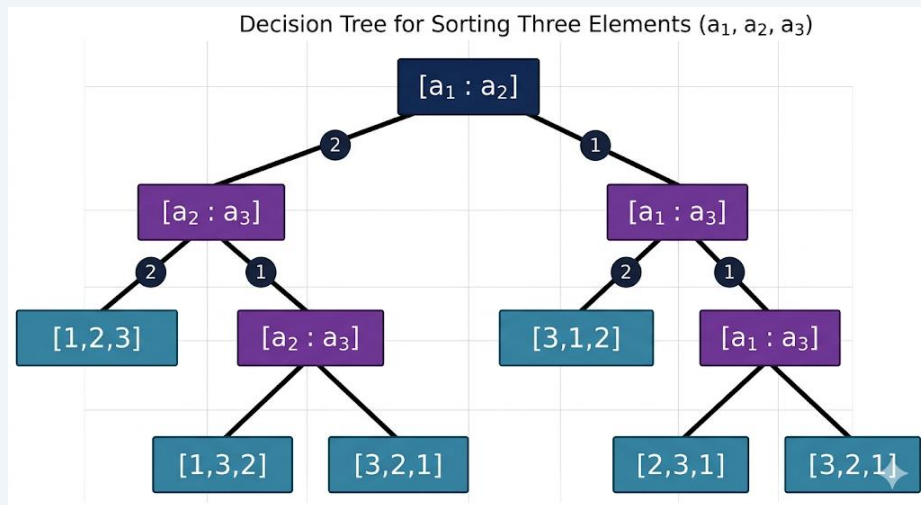 Decision Tree for Sorting Three Elements (a₁, a₂, a₃)
[a₁ : a₂]
2 1
[a₂ : a₃] [a₁ : a₃]
2 1 2 1
[1,2,3] [a₂ : a₃] [3,1,2] [a₁ : a₃]
[1,3,2] [3,2,1] [2,3,1] [3,2,1]